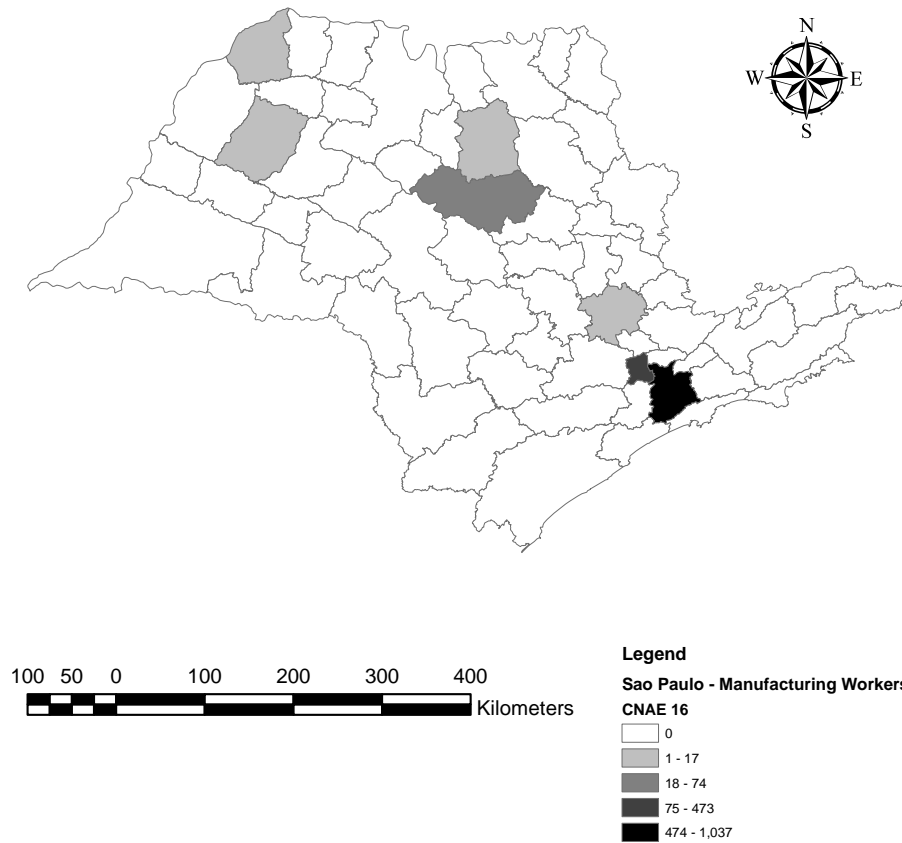 N
W E
S
100 50 0 100 200 300 400
Kilometers
Legend
Sao Paulo - Manufacturing Workers
CNAE 16
0
1 - 17
18 - 74
75 - 473
474 - 1,037